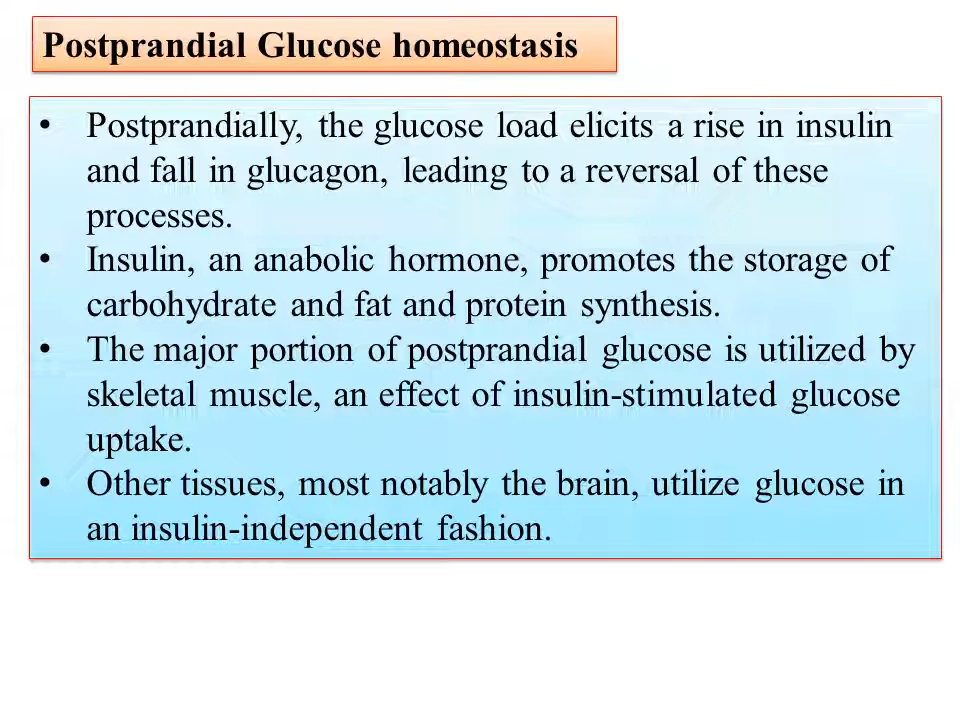 Postprandial Glucose homeostasis
• Postprandially, the glucose load elicits a rise in insulin
and fall in glucagon, leading to a reversal of these
processes.
• Insulin, an anabolic hormone, promotes the storage of
carbohydrate and fat and protein synthesis.
• The major portion of postprandial glucose is utilized by
skeletal muscle, an effect of insulin-stimulated glucose
uptake.
• Other tissues, most notably the brain, utilize glucose in
an insulin-independent fashion.